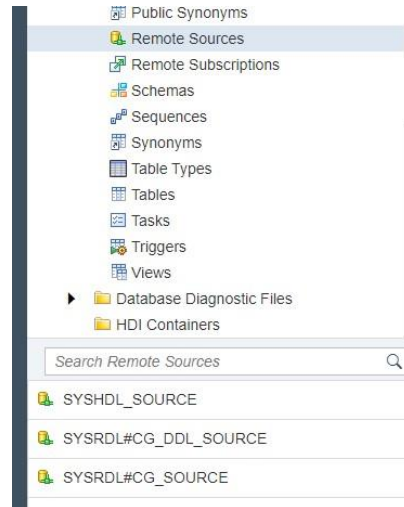 Public Synonyms
Remote Sources
Remote Subscriptions
Schemas
Sequences
Synonyms
Table Types
Tables
Tasks
Triggers
Views
Database Diagnostic Files
HDI Containers
Search Remote Sources
SYSHDL_SOURCE
SYSRDL#CG_DDL_SOURCE
SYSRDL#CG_SOURCE